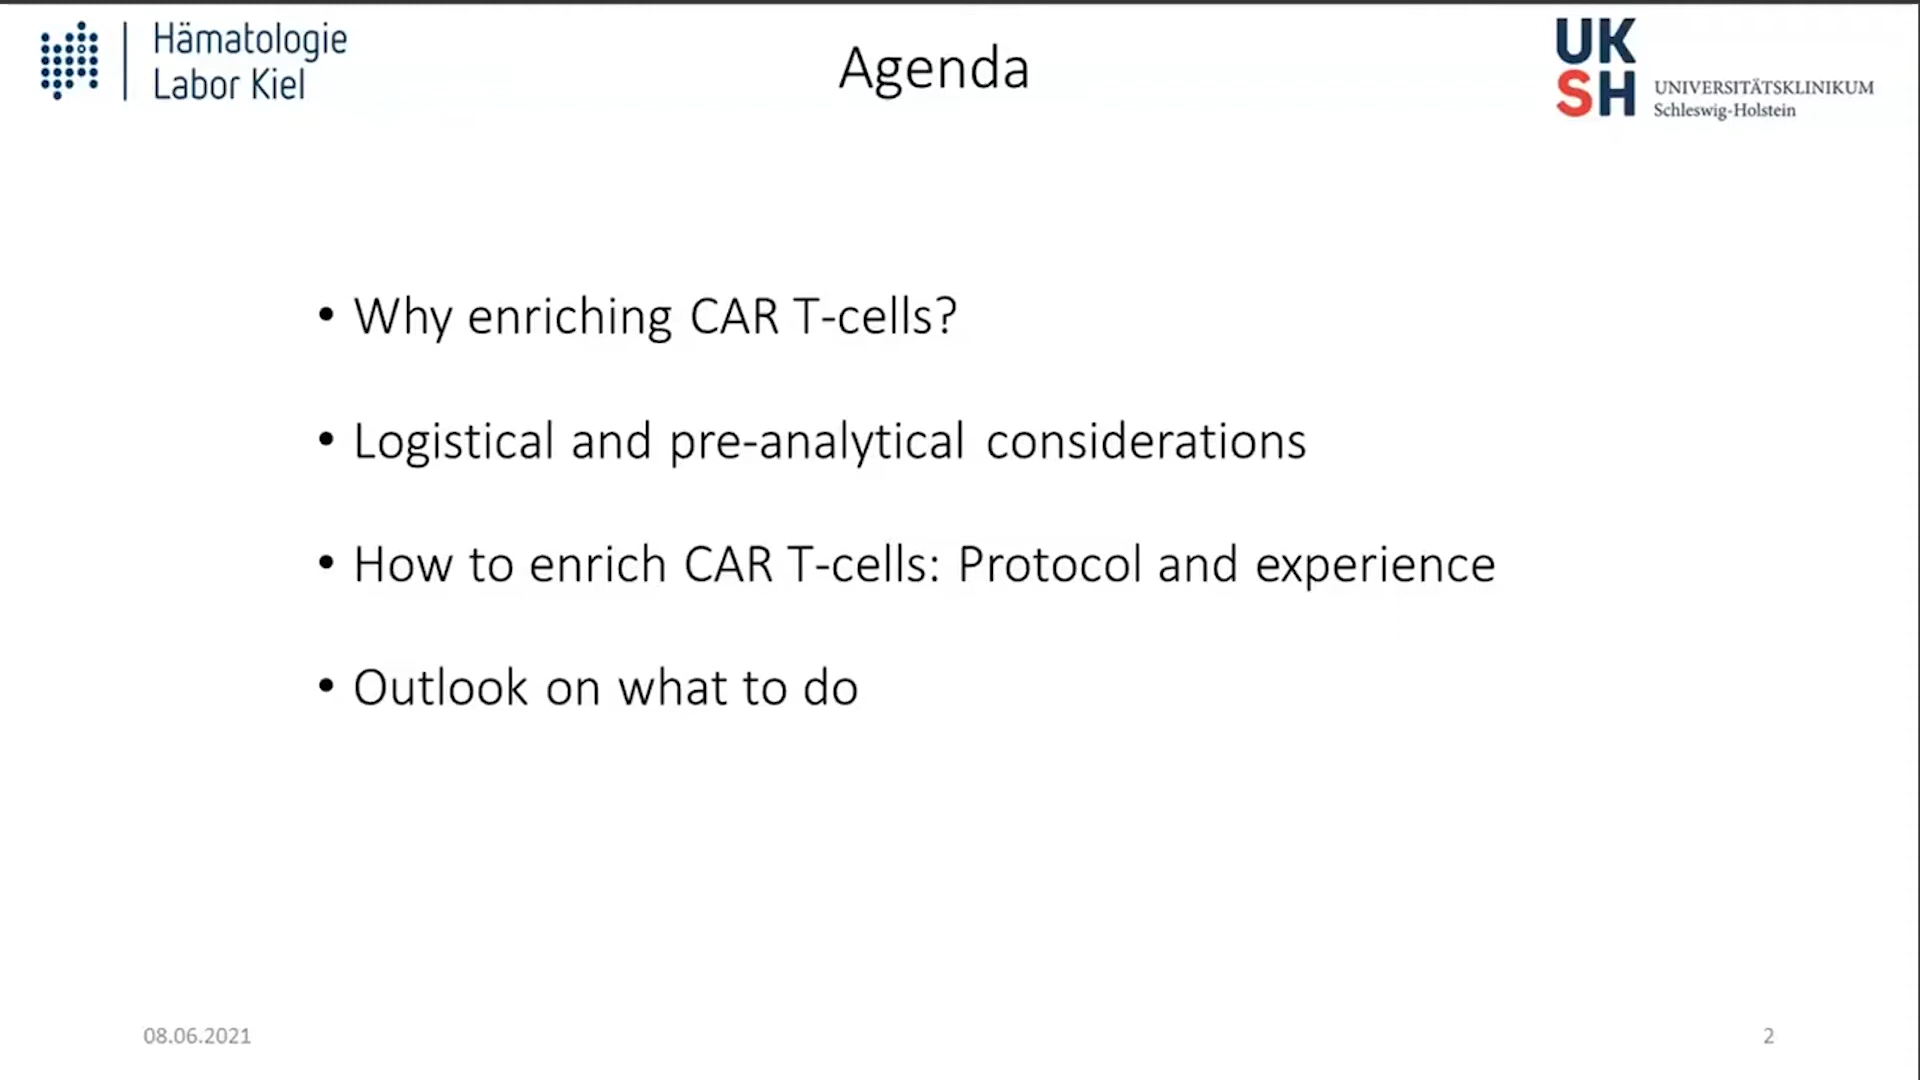 Hämatologie
Labor Kiel
Agenda
UK
SH
UNIVERSITÄTSKLINIKUM
Schleswig-Holstein
• Why enriching CAR T-cells?
• Logistical and pre-analytical considerations
• How to enrich CAR T-cells: Protocol and experience
• Outlook on what to do
08.06.2021
2